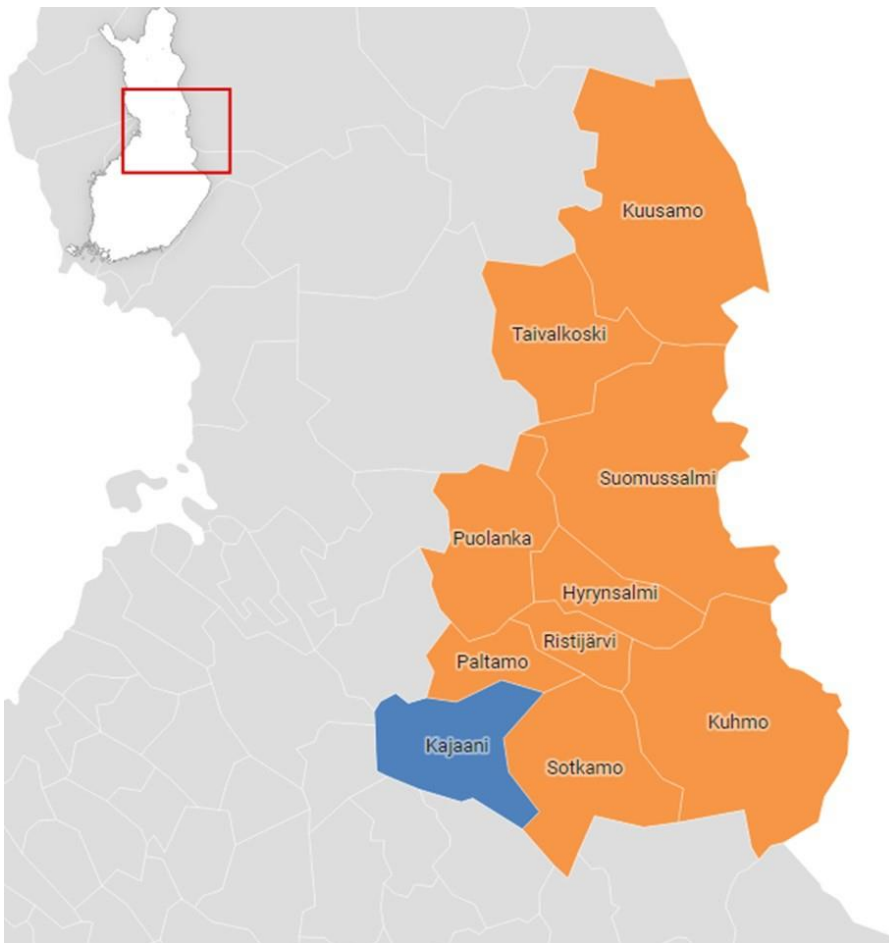 Kuusamo
Taivalkoski
Suomussalmi
Puolanka
Hyrynsalmi
Ristijärvi
Paltamo
Kuhmo
Kajaani
Sotkamo